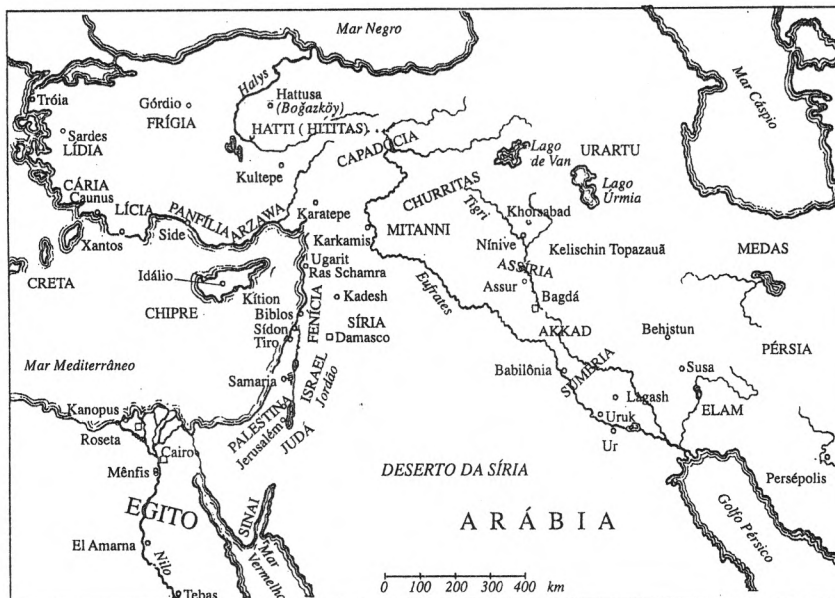 Mar Negro
Mar Cáspio
Tróia
Górdio
FRÍGIA
Halys
Hattusa
(Boğazköy)
HATTI (HITITAS)
Sardes
LÍDIA
CAPADÓCIA
Lago
de Van
URARTU
Lago
Úrmia
Kultepe
CÁRIA
Caunus
LÍCIA
PANFÍLIA
ARZAWA
Karatepe
CHURRITAS
Tigri
Khorsabad
Xantos
Side
Karkamis
MITANNI
Nínive
Kelischin Topazauã
MEDAS
CRETA
Idálio
Ugarit
Ras Schamra
ASSÍRIA
Assur
Kítion
CHIPRE
Biblos
FENÍCIA
Kadesh
Eufrates
Bagdá
Sídon
Tiro
SÍRIA
Damasco
AKKAD
Behistun
PÉRSIA
Mar Mediterrâneo
Samaria
ISRAEL
Jordão
Babilônia
SUMÉRIA
Susa
Kanopus
PALESTINA
Lagash
ELAM
Roseta
Jerusalém
JUDÁ
Uruk
Ur
Cairo
Mênfis
DESERTO DA SÍRIA
Persépolis
EGITO
SINAI
ARÁBIA
Golfo Pérsico
El Amarna
Nilo
Mar
Vermelho
Tebas
0 100 200 300 400 km